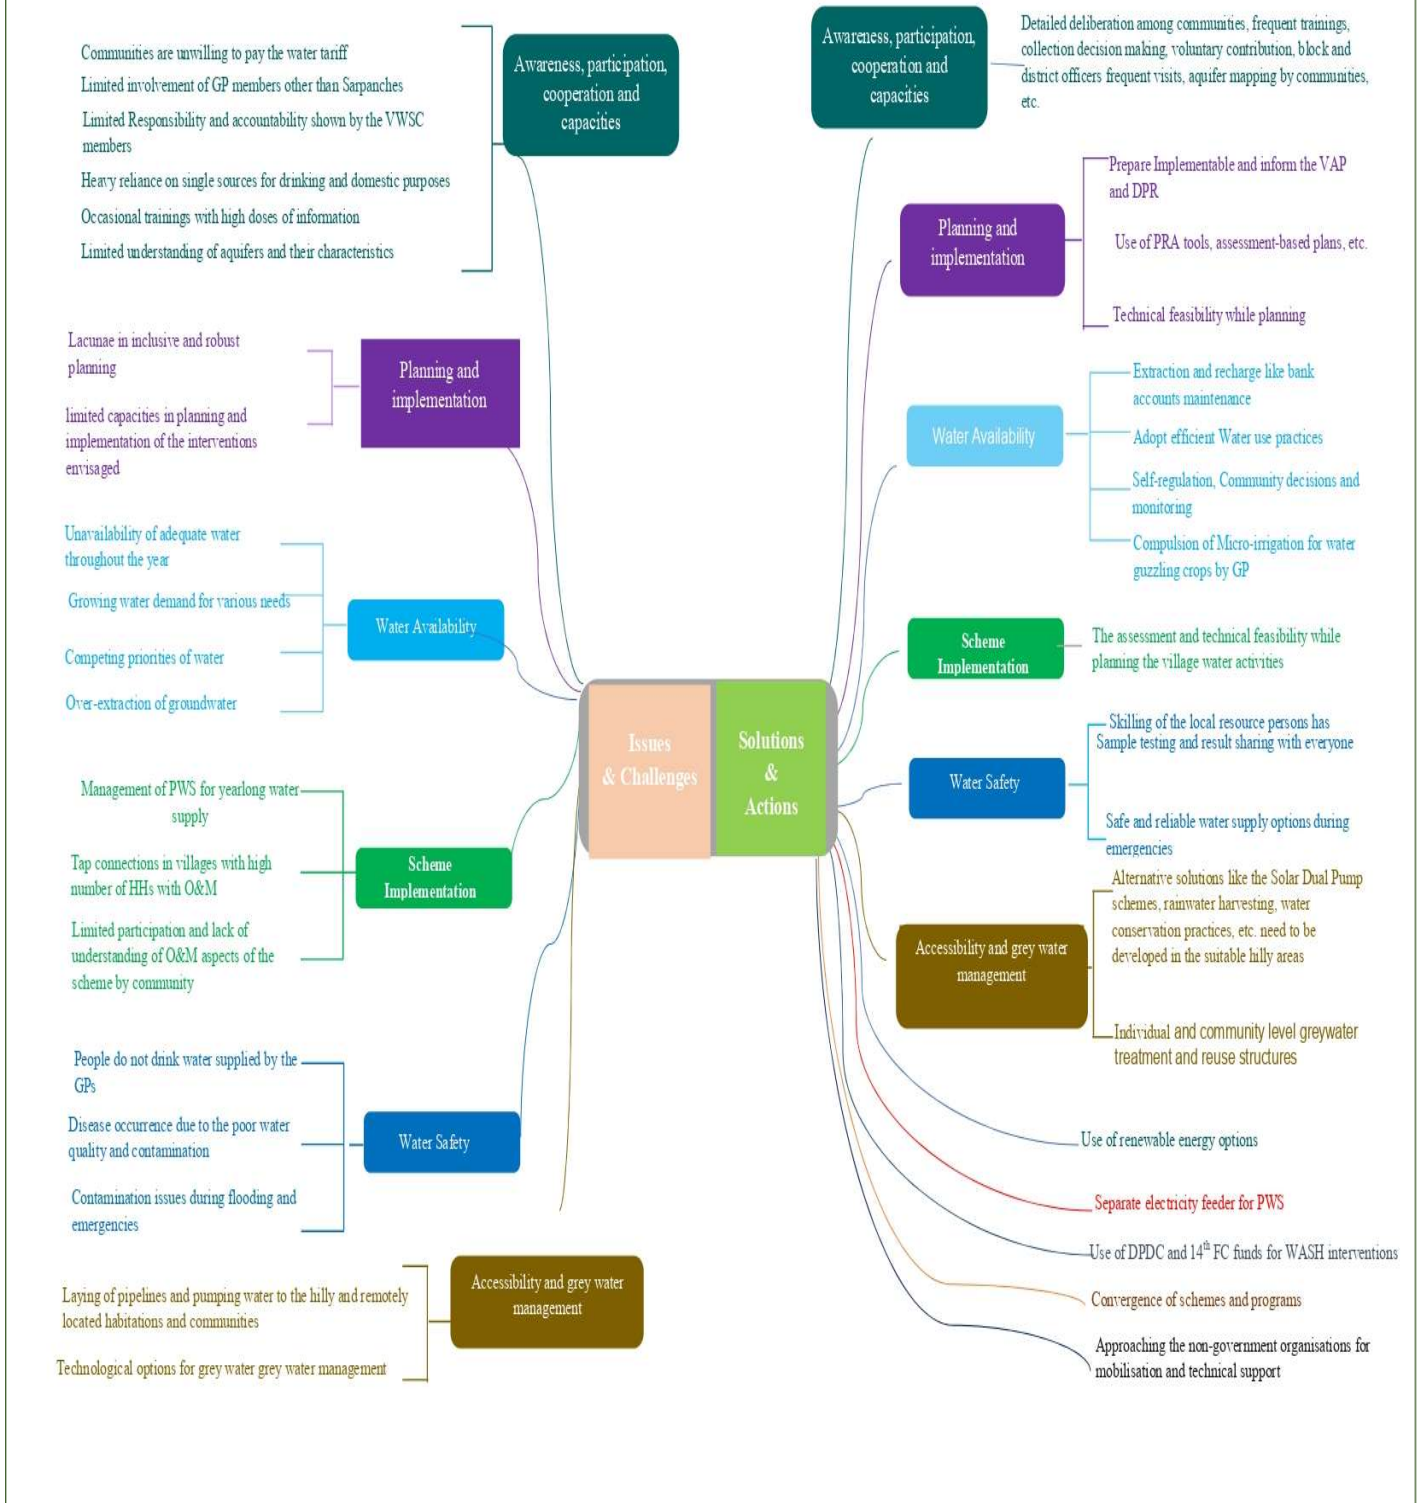 Communities are unwilling to pay the water tariff
Limited involvement of GP members other than Sarpanches
Limited Responsibility and accountability shown by the VWSC
members
Heavy reliance on single sources for drinking and domestic purposes
Occasional trainings with high doses of information
Limited understanding of aquifers and their characteristics
Awareness, participation,
cooperation and
capacities
Lacunae in inclusive and robust
planning
limited capacities in planning and
implementation of the interventions
envisaged
Planning and
implementation
Unavailability of adequate water
throughout the year
Growing water demand for various needs
Competing priorities of water
Over-extraction of groundwater
Water Availability
Management of PWS for yearlong water
supply
Tap connections in villages with high
number of HHs with O&M
Limited participation and lack of
understanding of O&M aspects of the
scheme by community
Scheme
Implementation
People do not drink water supplied by the
GPs
Disease occurrence due to the poor water
quality and contamination
Contamination issues during flooding and
emergencies
Water Safety
Laying of pipelines and pumping water to the hilly and remotely
located habitations and communities
Technological options for grey water grey water management
Accessibility and grey water
management
Issues
& Challenges
Solutions
&
Actions
Awareness, participation,
cooperation and
capacities
Detailed deliberation among communities, frequent trainings,
collection decision making, voluntary contribution, block and
district officers frequent visits, aquifer mapping by communities,
etc.
Planning and
implementation
Prepare Implementable and inform the VAP
and DPR
Use of PRA tools, assessment-based plans, etc.
Technical feasibility while planning
Water Availability
Extraction and recharge like bank
accounts maintenance
Adopt efficient Water use practices
Self-regulation, Community decisions and
monitoring
Compulsion of Micro-irrigation for water
guzzling crops by GP
Scheme
Implementation
The assessment and technical feasibility while
planning the village water activities
Water Safety
Skilling of the local resource persons has
Sample testing and result sharing with everyone
Safe and reliable water supply options during
emergencies
Accessibility and grey water
management
Alternative solutions like the Solar Dual Pump
schemes, rainwater harvesting, water
conservation practices, etc. need to be
developed in the suitable hilly areas
Individual and community level greywater
treatment and reuse structures
Use of renewable energy options
Separate electricity feeder for PWS
Use of DPDC and 14th FC funds for WASH interventions
Convergence of schemes and programs
Approaching the non-government organisations for
mobilisation and technical support